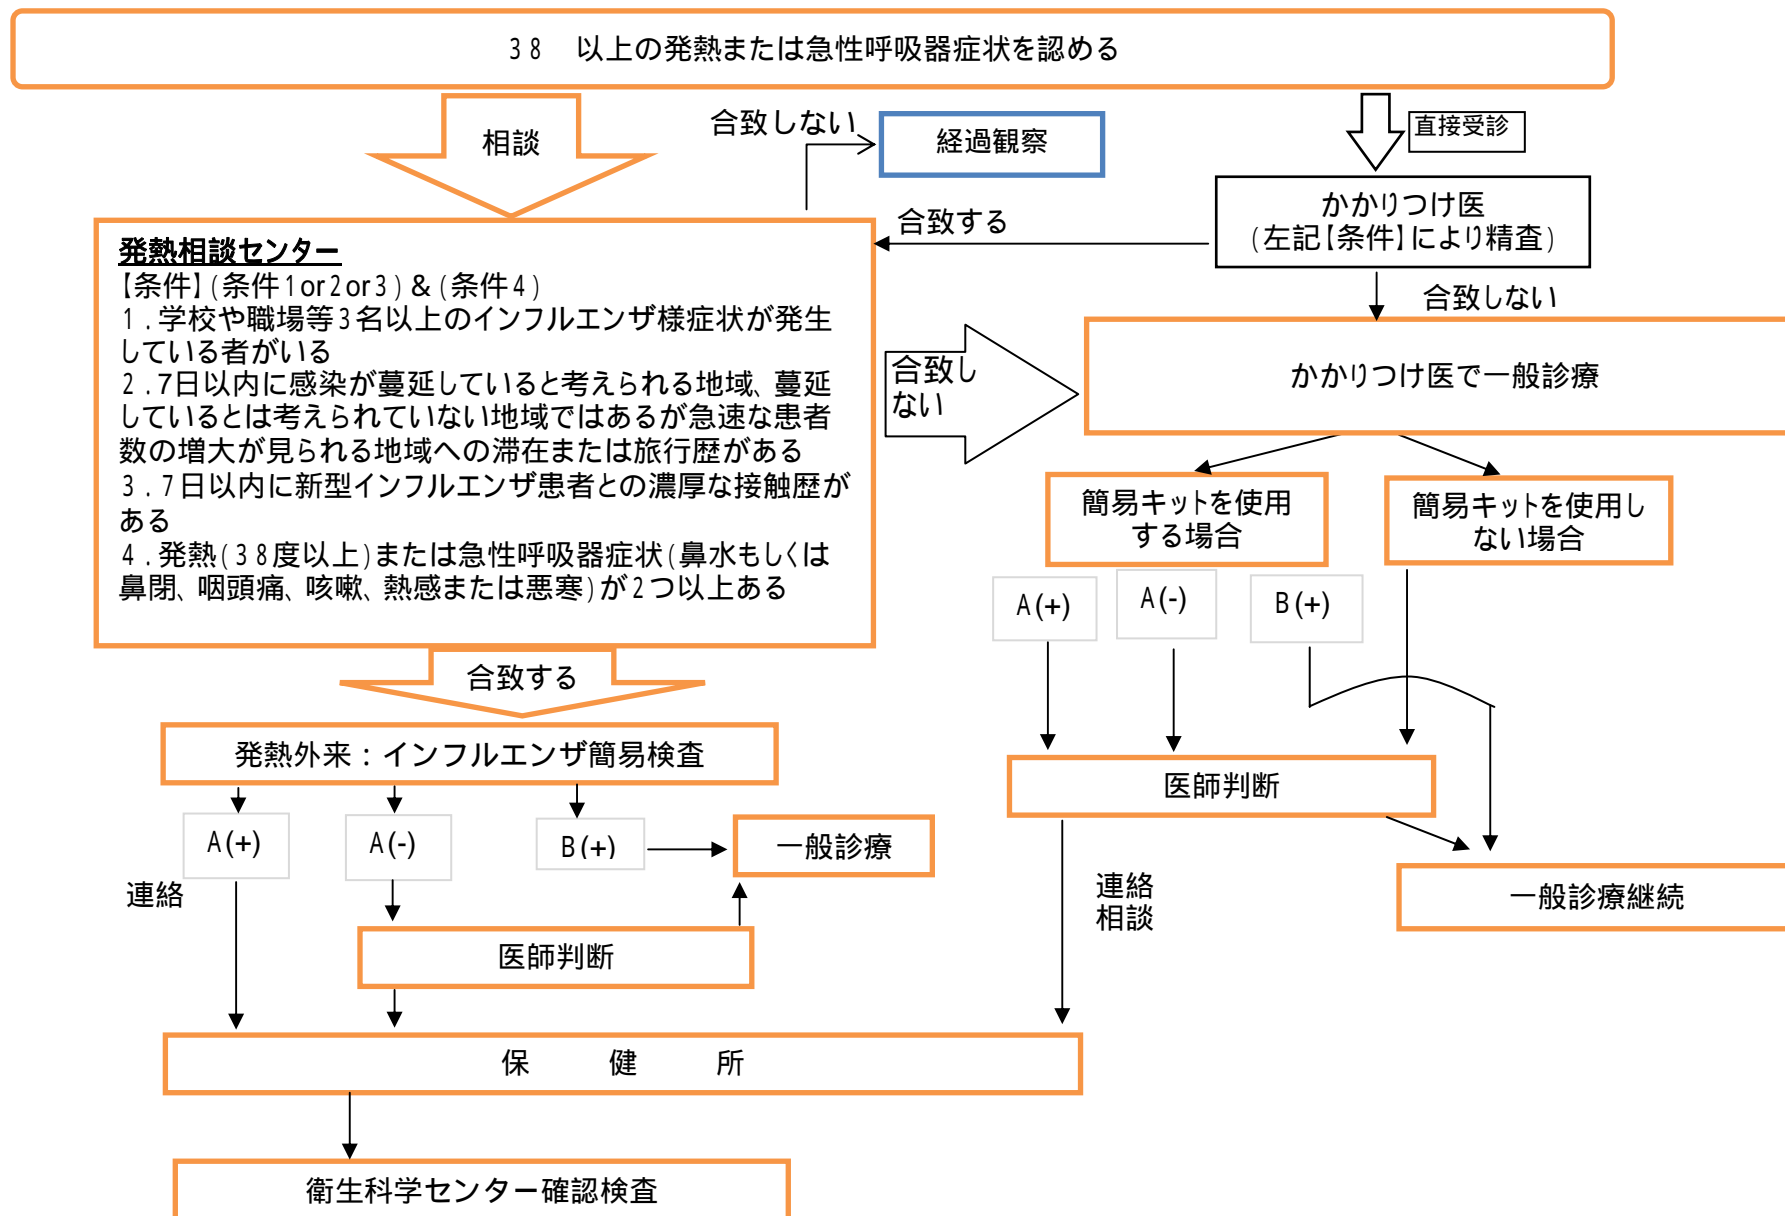 38 以上の発熱または急性呼吸器症状を認める
相談
合致しない
経過観察
直接受診
かかりつけ医
(左記【条件】により精査)
合致する
合致しない
発熱相談センター
【条件】(条件1or2or3)&(条件4)
1.学校や職場等3名以上のインフルエンザ様症状が発生
している者がいる
2.7日以内に感染が蔓延していると考えられる地域、蔓延
しているとは考えられていない地域ではあるが急速な患者
数の増大が見られる地域への滞在または旅行歴がある
3.7日以内に新型インフルエンザ患者との濃厚な接触歴が
ある
4.発熱(38度以上)または急性呼吸器症状(鼻水もしくは
鼻閉、咽頭痛、咳嗽、熱感または悪寒)が2つ以上ある
合致し
ない
かかりつけ医で一般診療
簡易キットを使用
する場合
簡易キットを使用し
ない場合
A(+)
A(-)
B(+)
合致する
発熱外来:インフルエンザ簡易検査
医師判断
A(+)
A(-)
B(+)
一般診療
連絡
連絡
相談
一般診療継続
医師判断
保 健 所
衛生科学センター確認検査